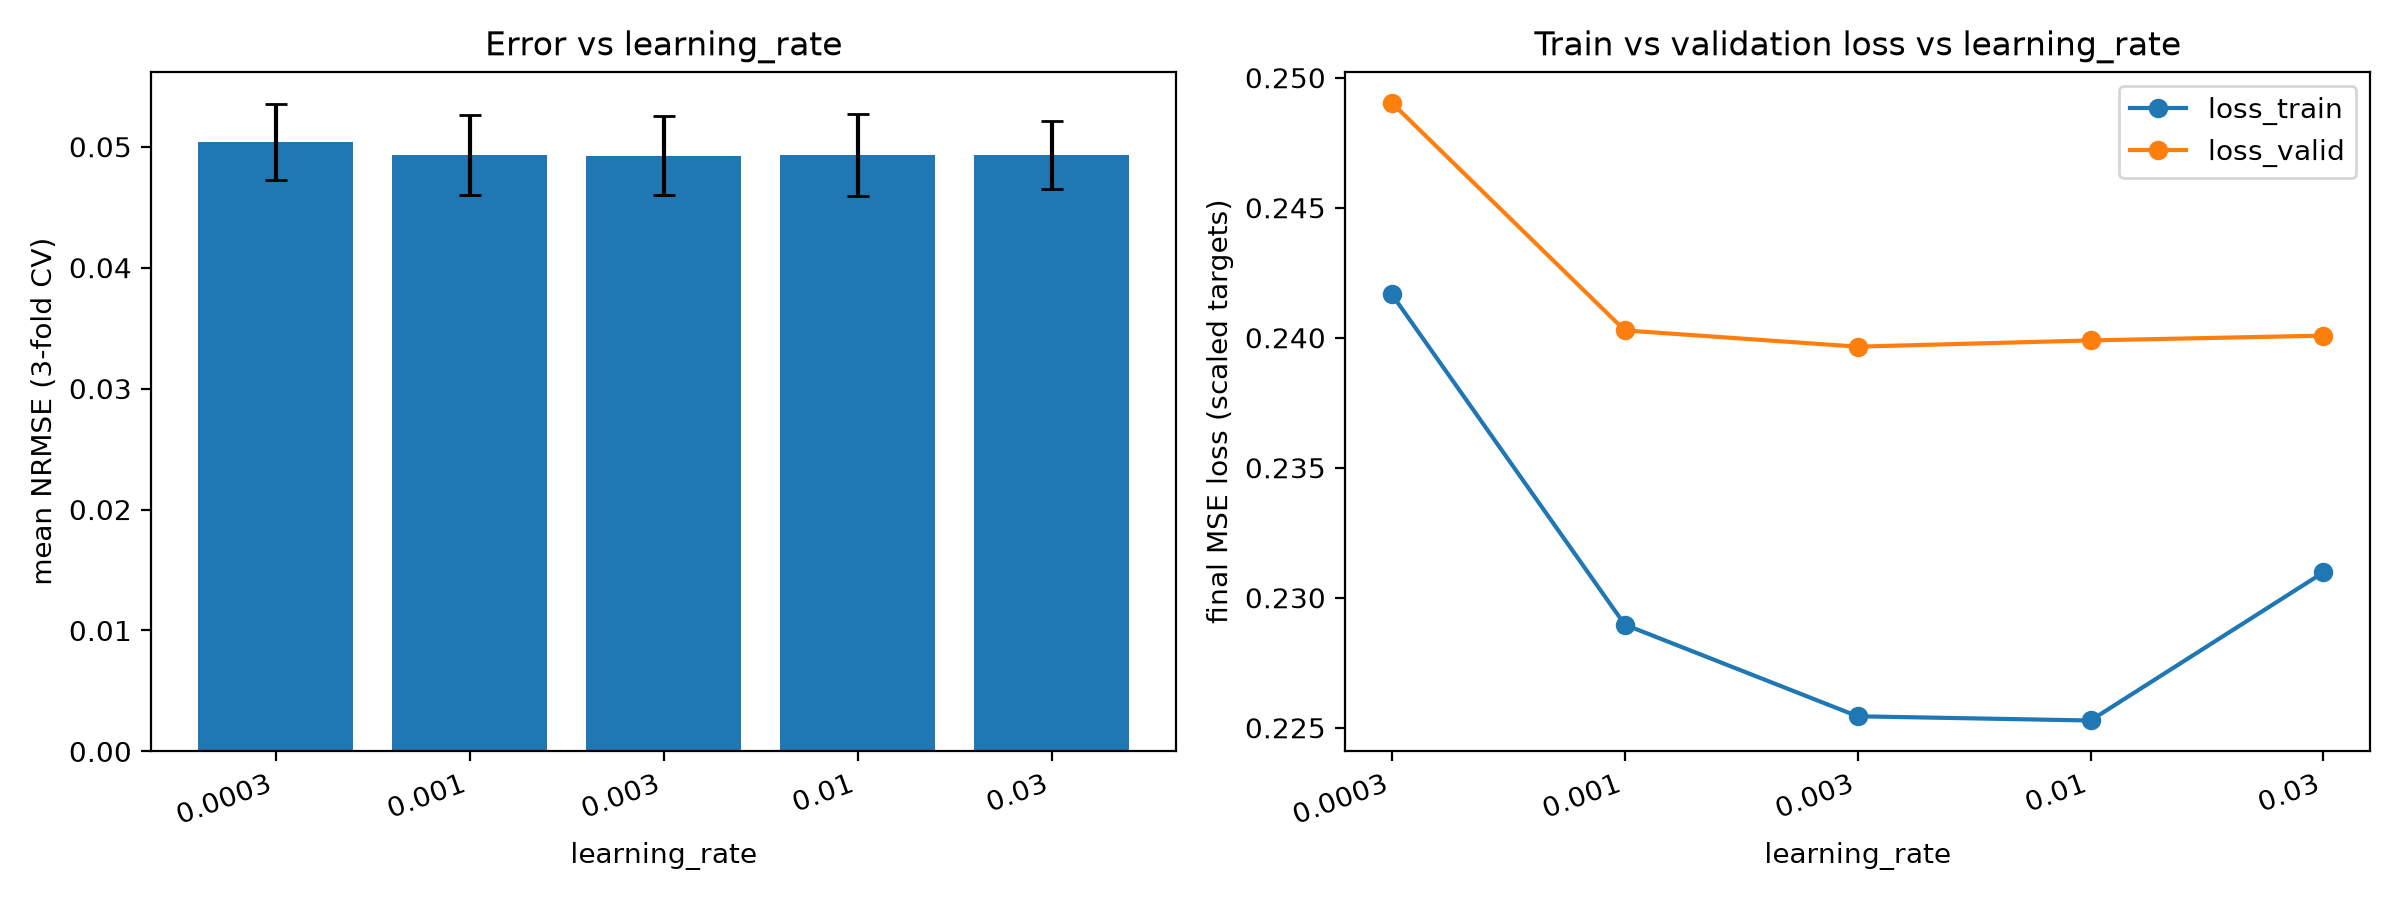 Error vs learning_rate
mean NRMSE (3-fold CV)
0.05
0.04
0.03
0.02
0.01
0.00
0.0003
0.001
0.003
0.01
0.03
learning_rate
Train vs validation loss vs learning_rate
final MSE loss (scaled targets)
0.250
0.245
0.240
0.235
0.230
0.225
loss_train
loss_valid
0.0003
0.001
0.003
0.01
0.03
learning_rate